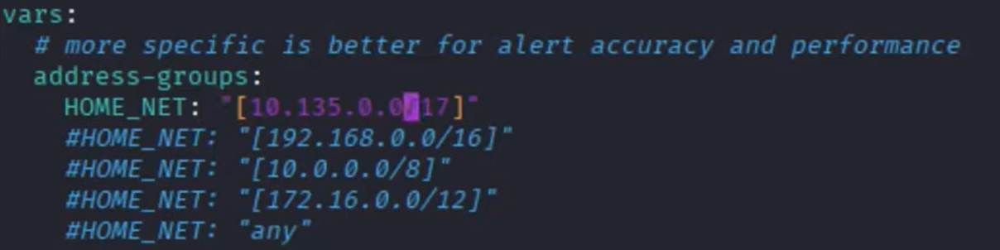 vars:
  # more specific is better for alert accuracy and performance
  address-groups:
    HOME_NET: "[10.135.0.0/17]"
    #HOME_NET: "[192.168.0.0/16]"
    #HOME_NET: "[10.0.0.0/8]"
    #HOME_NET: "[172.16.0.0/12]"
    #HOME_NET: "any"